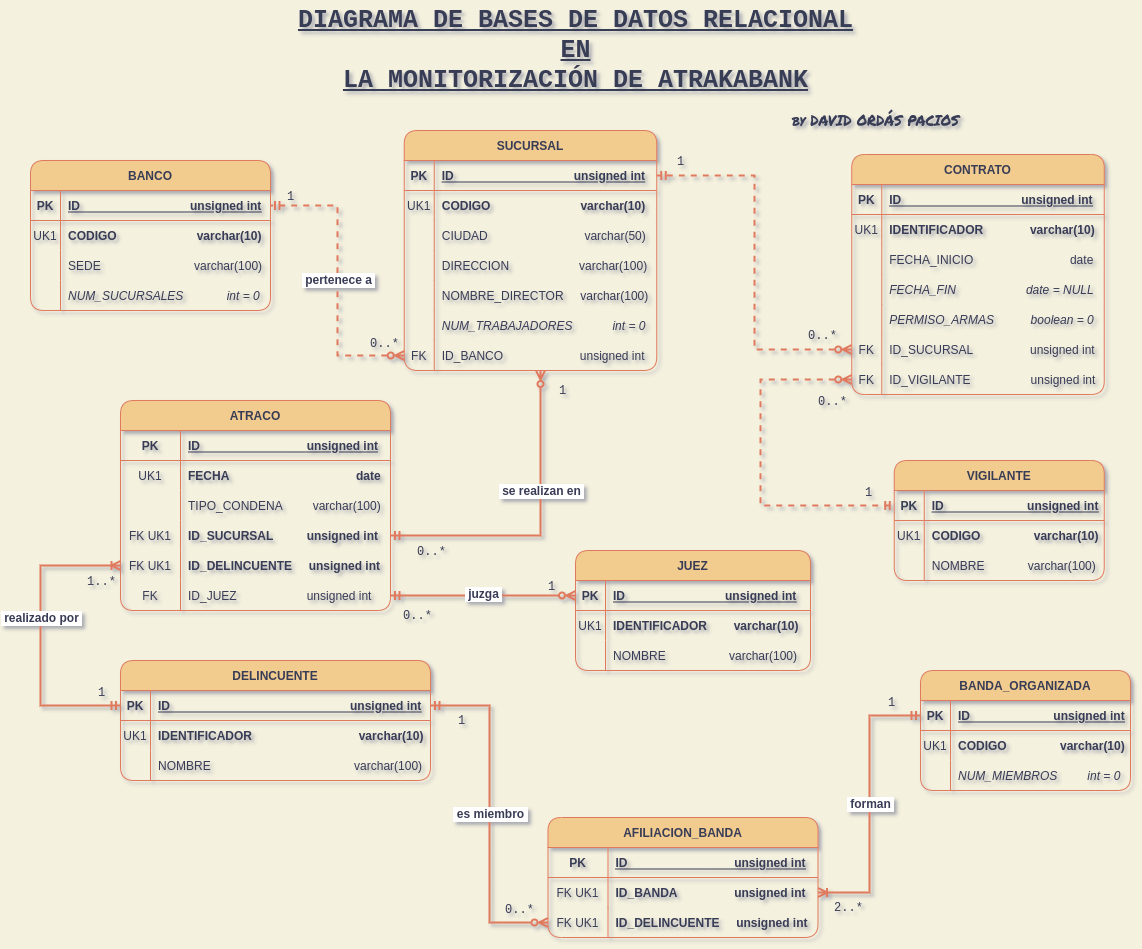 DIAGRAMA DE BASES DE DATOS RELACIONAL
EN
LA MONITORIZACIÓN DE ATRAKABANK
BY DAVID ORDÁS PACIOS
BANCO
PK ID unsigned int
UK1 CODIGO varchar(10)
SEDE varchar(100)
NUM_SUCURSALES int = 0
1
pertenece a
0..*
SUCURSAL
PK ID unsigned int
UK1 CODIGO varchar(10)
CIUDAD varchar(50)
DIRECCION varchar(100)
NOMBRE_DIRECTOR varchar(100)
NUM_TRABAJADORES int = 0
FK ID_BANCO unsigned int
1
0..*
CONTRATO
PK ID unsigned int
UK1 IDENTIFICADOR varchar(10)
FECHA_INICIO date
FECHA_FIN date = NULL
PERMISO_ARMAS boolean = 0
FK ID_SUCURSAL unsigned int
FK ID_VIGILANTE unsigned int
0..*
1
VIGILANTE
PK ID unsigned int
UK1 CODIGO varchar(10)
NOMBRE varchar(100)
ATRACO
PK ID unsigned int
UK1 FECHA date
TIPO_CONDENA varchar(100)
FK UK1 ID_SUCURSAL unsigned int
FK UK1 ID_DELINCUENTE unsigned int
FK ID_JUEZ unsigned int
1
se realizan en
0..*
1
juzga
0..*
JUEZ
PK ID unsigned int
UK1 IDENTIFICADOR varchar(10)
NOMBRE varchar(100)
1..*
realizado por
1
DELINCUENTE
PK ID unsigned int
UK1 IDENTIFICADOR varchar(10)
NOMBRE varchar(100)
1
es miembro
0..*
BANDA_ORGANIZADA
PK ID unsigned int
UK1 CODIGO varchar(10)
NUM_MIEMBROS int = 0
1
forman
2..*
AFILIACION_BANDA
PK ID unsigned int
FK UK1 ID_BANDA unsigned int
FK UK1 ID_DELINCUENTE unsigned int